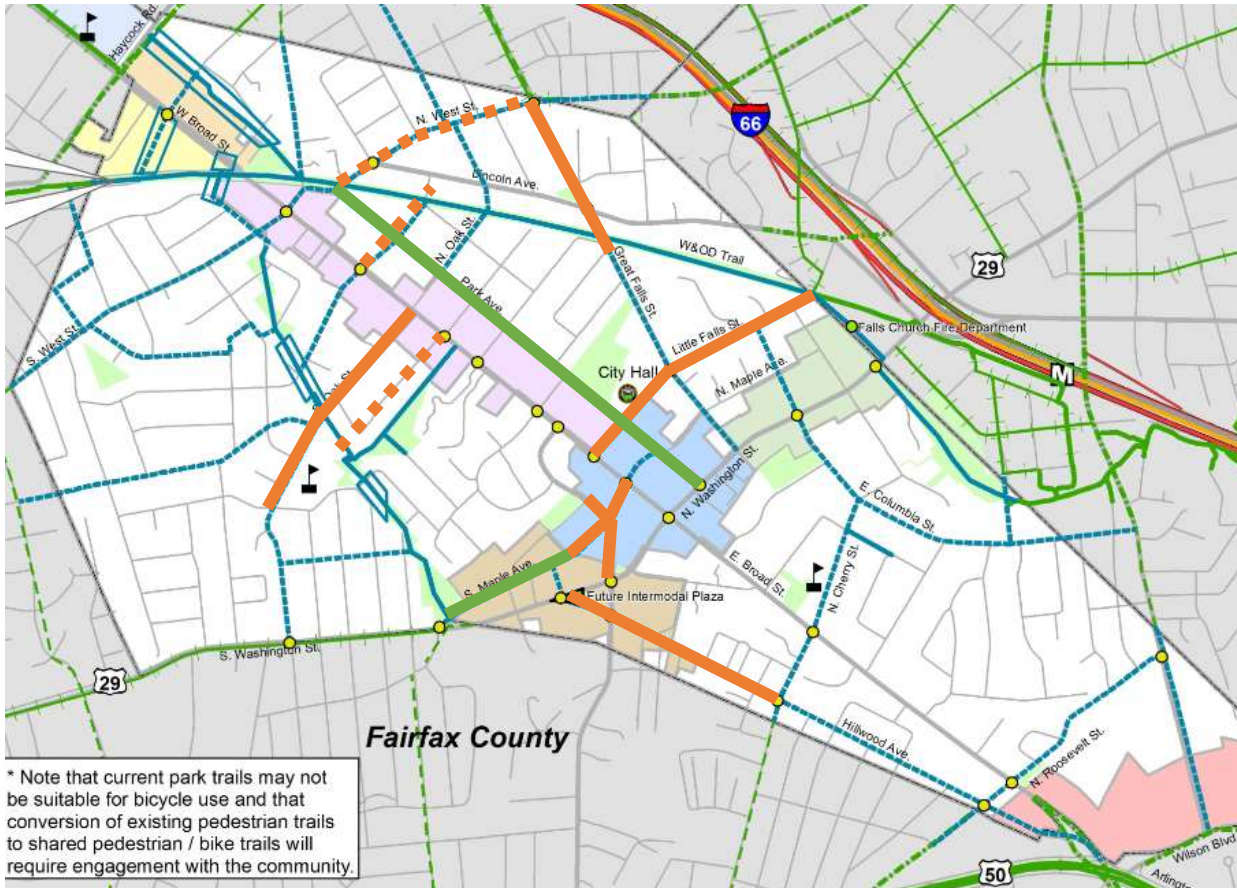 Haycock Rd.
W Broad St.
N. West St.
66
Lincoln Ave.
29
N. Oak St.
W&OD Trail
Great Falls St.
Park Ave.
Little Falls St.
Falls Church Fire Department
S. West St.
City Hall
N. Maple Ave.
M
N. Washington St.
E. Columbia St.
E. Broad St.
N. Cherry St.
S. Maple Ave.
Future Intermodal Plaza
S. Washington St.
29
Fairfax County
Hillwood Ave.
N. Roosevelt St.
Wilson Blvd
50
* Note that current park trails may not
be suitable for bicycle use and that
conversion of existing pedestrian trails
to shared pedestrian / bike trails will
require engagement with the community.